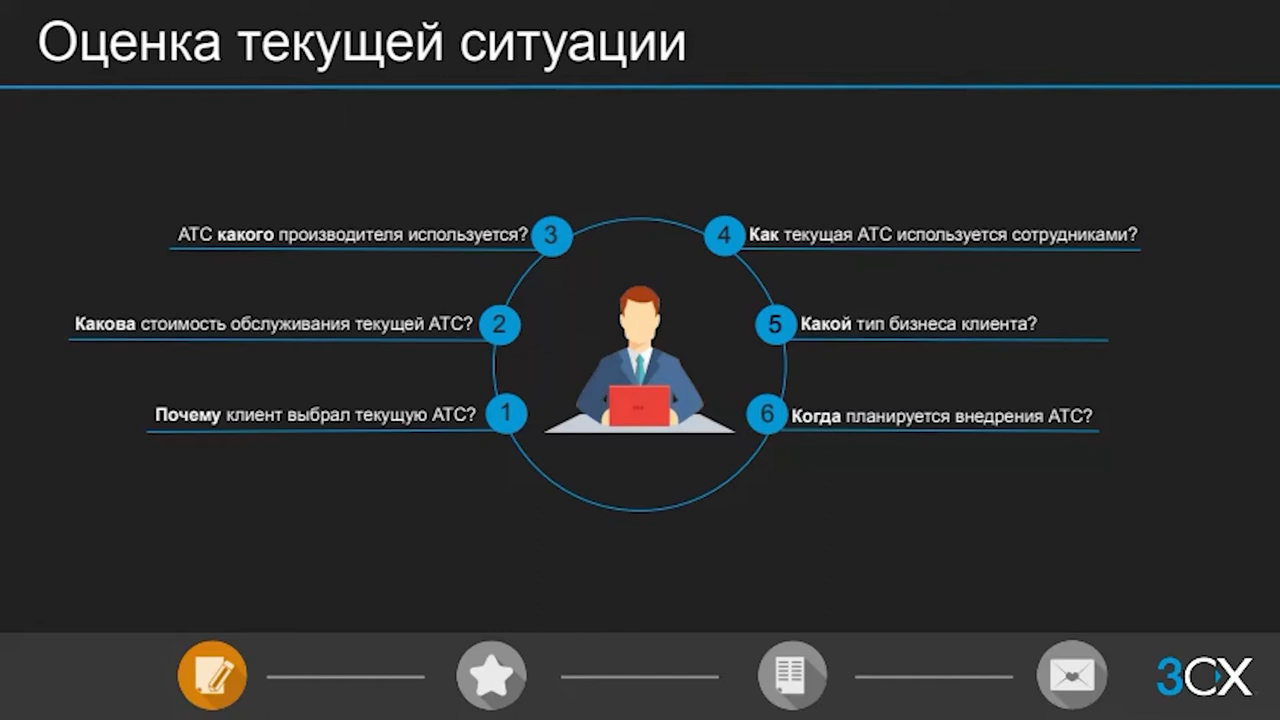 Оценка текущей ситуации
АТС какого производителя используется? 3
4 Как текущая АТС используется сотрудниками?
Какова стоимость обслуживания текущей АТС? 2
5 Какой тип бизнеса клиента?
Почему клиент выбрал текущую АТС? 1
6 Когда планируется внедрения АТС?
3CX